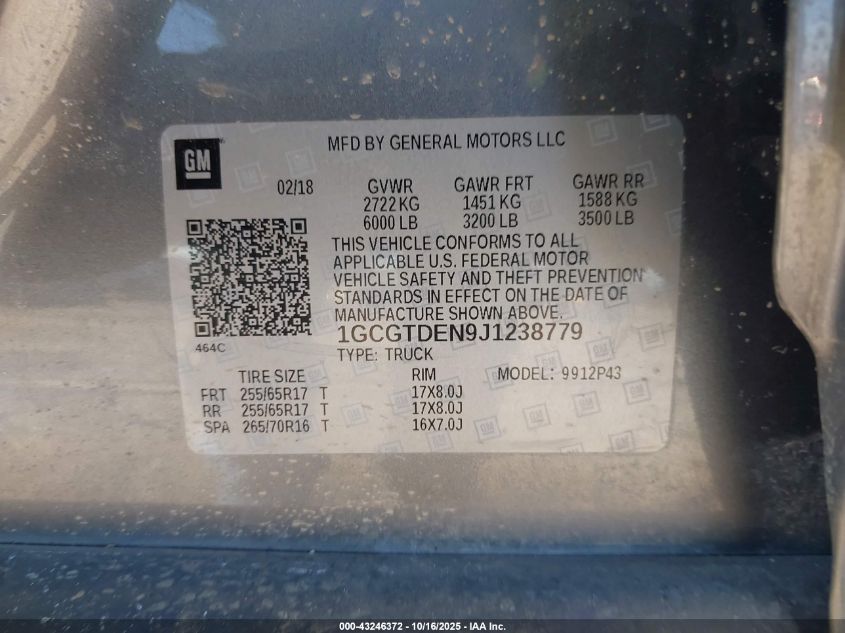 MFD BY GENERAL MOTORS LLC
GM
02/18 GVWR GAWR FRT GAWR RR
2722 KG 1451 KG 1588 KG
6000 LB 3200 LB 3500 LB
THIS VEHICLE CONFORMS TO ALL
APPLICABLE U.S. FEDERAL MOTOR
VEHICLE SAFETY AND THEFT PREVENTION
STANDARDS IN EFFECT ON THE DATE OF
MANUFACTURE SHOWN ABOVE.
1GCGTDEN9J1238779
464C
TYPE: TRUCK
TIRE SIZE RIM MODEL: 9912P43
FRT 255/65R17 T 17X8.0J
RR 255/65R17 T 17X8.0J
SPA 265/70R16 T 16X7.0J
000-43246372 - 10/16/2025 - IAA Inc.